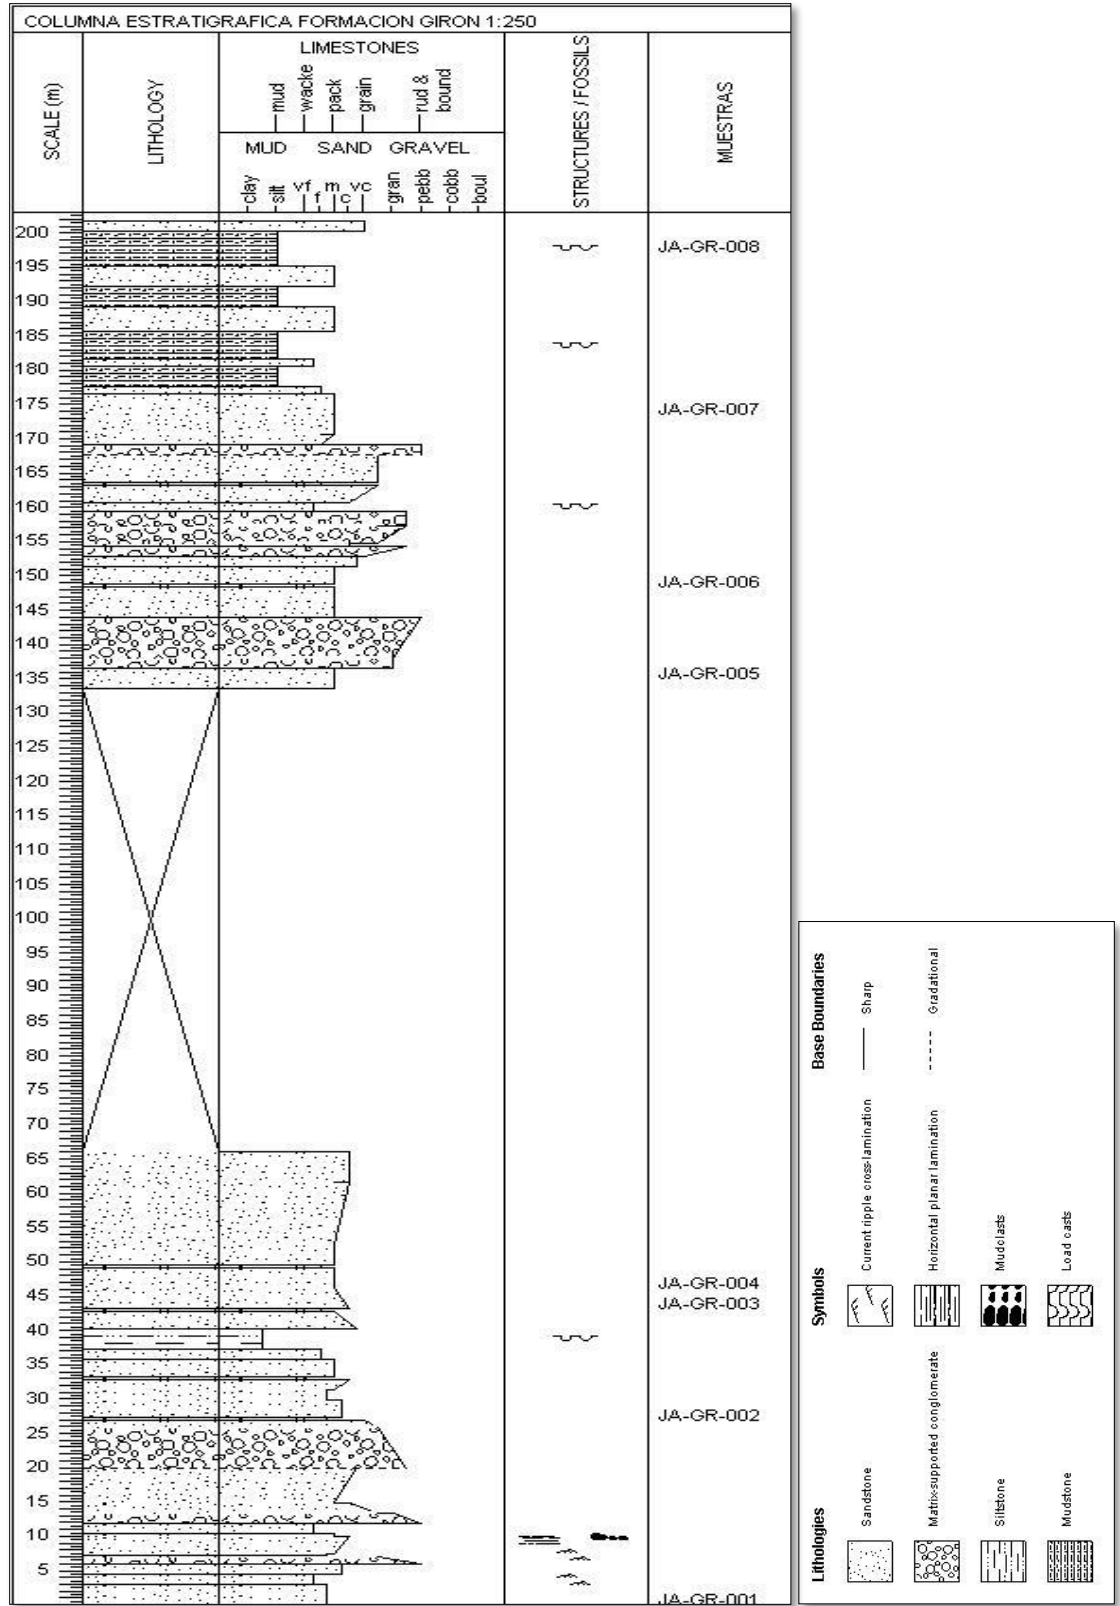 COLUMNA ESTRATIGRAFICA FORMACION GIRON 1:250
SCALE (m)
LITHOLOGY
LIMESTONES
mud
wacke
pack
grain
rud &
bound
MUD SAND GRAVEL
clay
silt
vf
f
m
c
vc
gran
pebb
cobb
boul
STRUCTURES / FOSSILS
MUESTRAS
200
195
190
185
180
175
170
165
160
155
150
145
140
135
130
125
120
115
110
105
100
95
90
85
80
75
70
65
60
55
50
45
40
35
30
25
20
15
10
5
JA-GR-008
JA-GR-007
JA-GR-006
JA-GR-005
JA-GR-004
JA-GR-003
JA-GR-002
JA-GR-001
Lithologies
Sandstone
Matrix-supported conglomerate
Siltstone
Mudstone
Symbols
Current ripple cross-lamination
Horizontal planar lamination
Mudclasts
Load casts
Base Boundaries
Sharp
Gradational